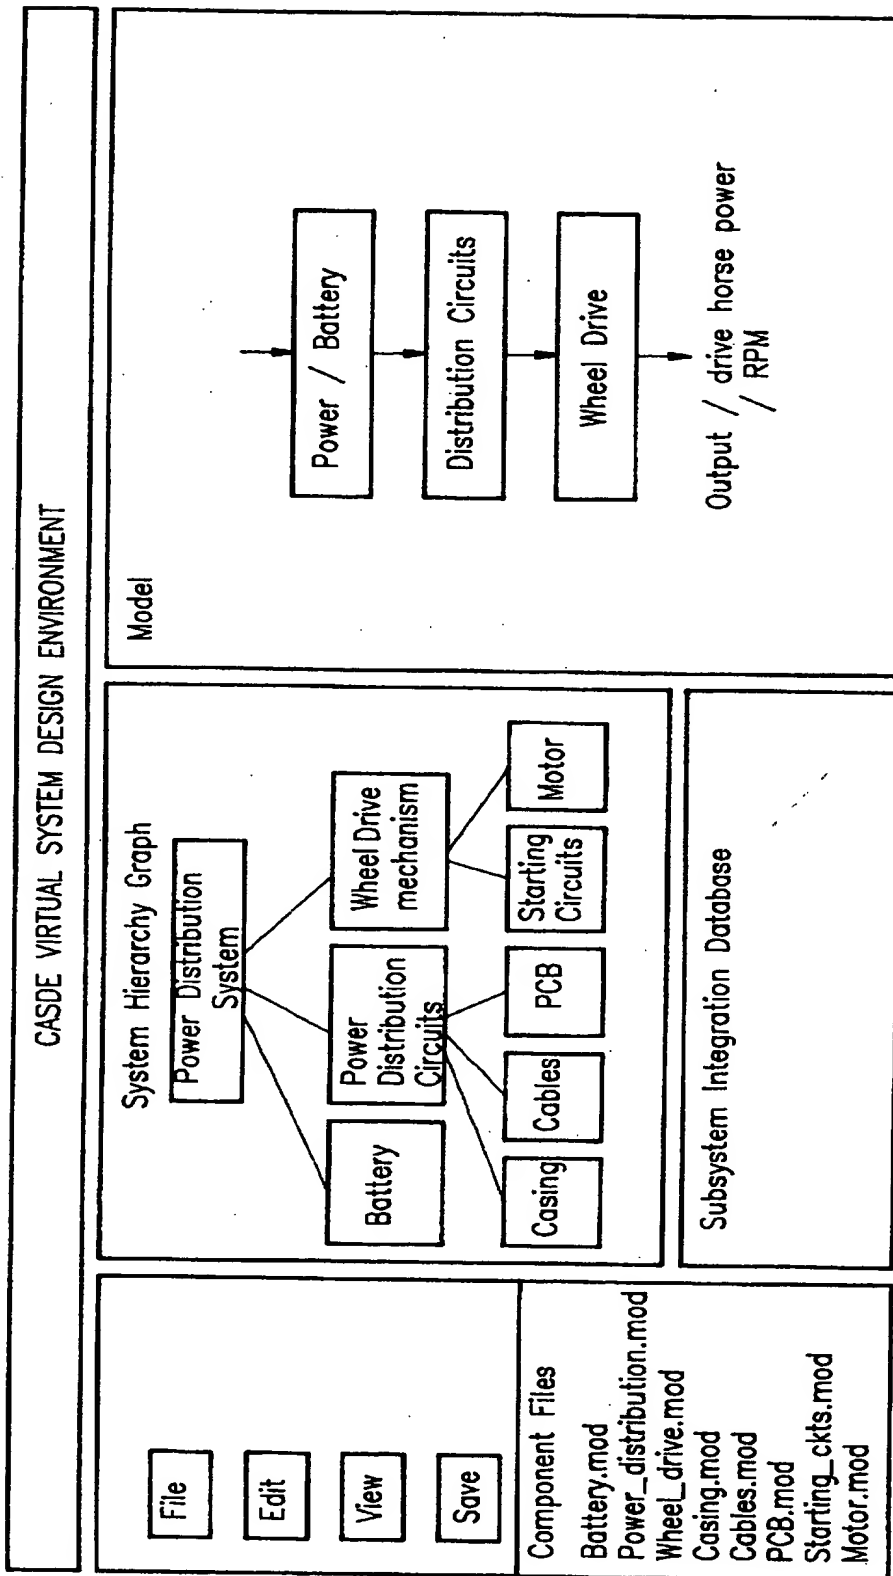 CASDE VIRTUAL SYSTEM DESIGN ENVIRONMENT
File
Edit
View
Save
Component Files
Battery.mod
Power_distribution.mod
Wheel_drive.mod
Casing.mod
Cables.mod
PCB.mod
Starting_ckts.mod
Motor.mod
System Hierarchy Graph
Power Distribution
System
Battery
Power
Distribution
Circuits
Wheel Drive
mechanism
Casing
Cables
PCB
Starting
Circuits
Motor
Subsystem Integration Database
Model
Power / Battery
Distribution Circuits
Wheel Drive
Output / drive horse power
/ RPM